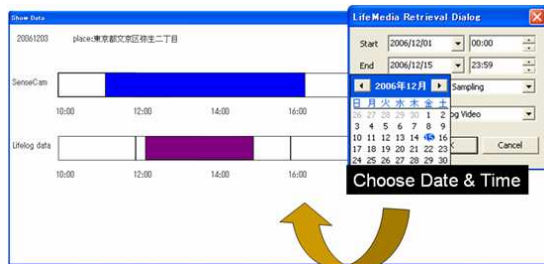 Show Data
20061203 place:東京都文京区弥生二丁目
SenseCam
10:00 12:00 14:00 16:00
Lifelog data
10:00 12:00 14:00 16:00
LifeMedia Retrieval Dialog
Start 2006/12/01 00:00
End 2006/12/15 23:59
Sampling
og Video
Cancel
2006年12月
日 月 火 水 木 金 土
26 27 28 29 30 1 2
3 4 5 6 7 8 9
10 11 12 13 14 15 16
17 18 19 20 21 22 23
24 25 26 27 28 29 30
Choose Date & Time